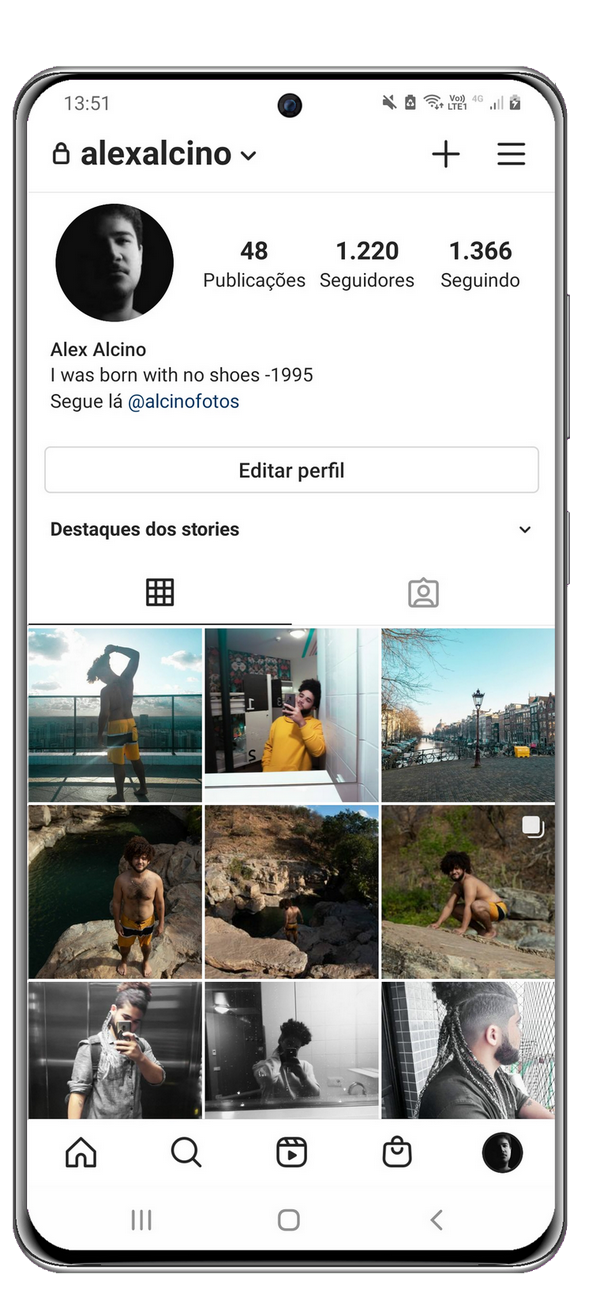 13:51
Vo)) 4G
LTE1
alexalcino
48 1.220 1.366
Publicações Seguidores Seguindo
Alex Alcino
I was born with no shoes -1995
Segue lá @alcinofotos
Editar perfil
Destaques dos stories